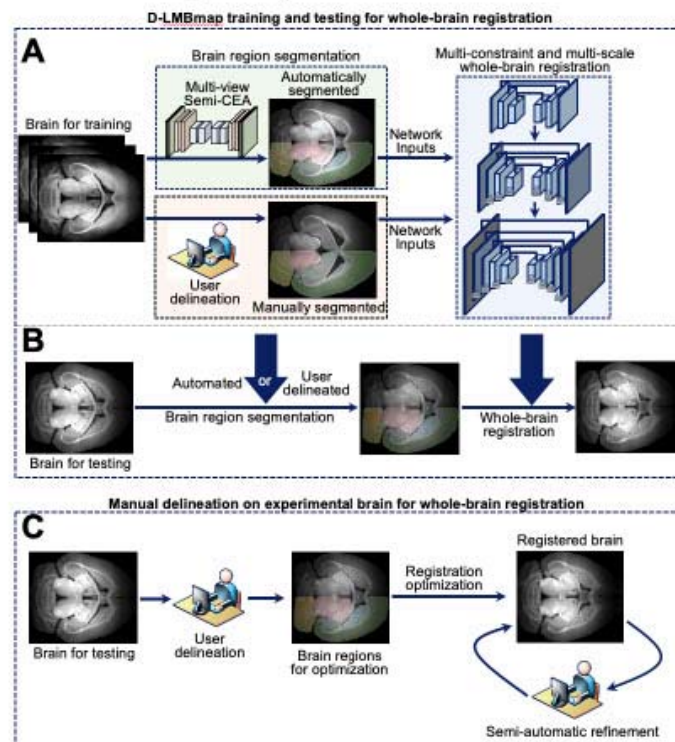 D-LMBmap training and testing for whole-brain registration
A
Brain region segmentation
Multi-view
Semi-CEA
Automatically
segmented
Multi-constraint and multi-scale
whole-brain registration
Brain for training
Network
Inputs
User
delineation
Manually segmented
Network
Inputs
B
Automated
or
User
delineated
Brain region segmentation
Whole-brain
registration
Brain for testing
Manual delineation on experimental brain for whole-brain registration
C
Registered brain
Registration
optimization
User
delineation
Brain for testing
Brain regions
for optimization
Semi-automatic refinement